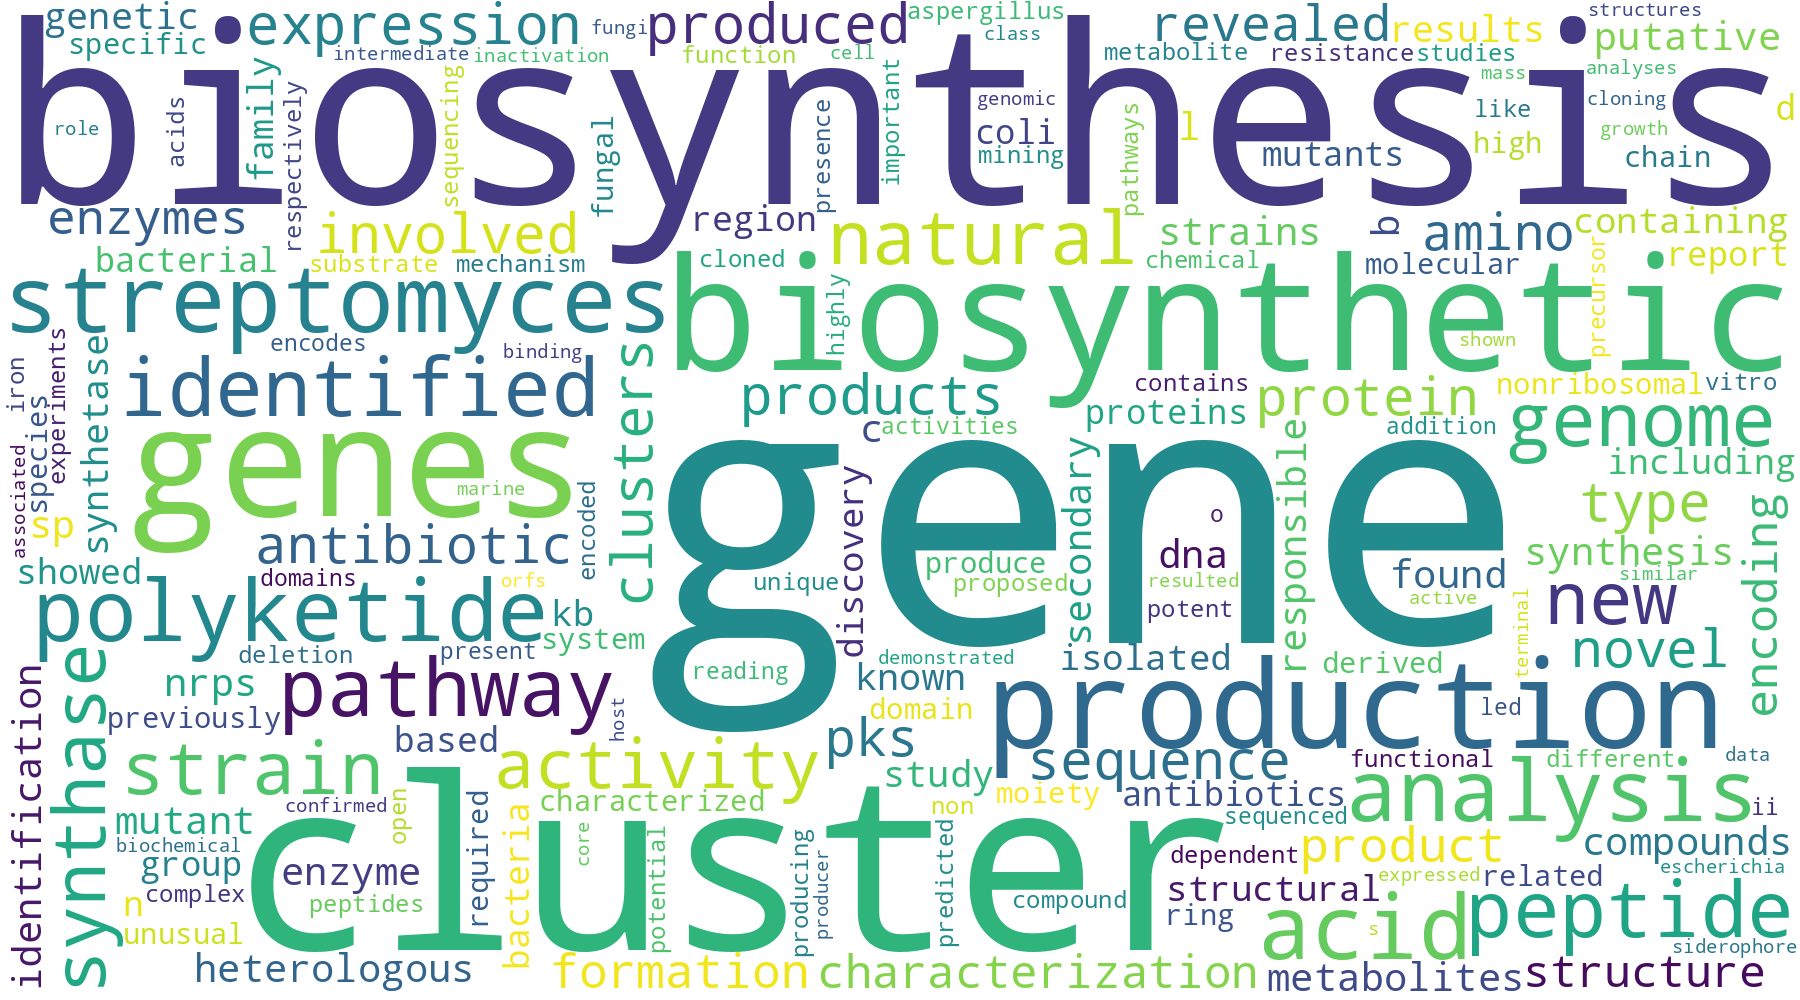 biosynthesis
genetic
specific
expression
intermediate
inactivation
fungi
produced
function
aspergillus
class
cell
metabolite
revealed
resistance
results
studies
structures
putative
analyses
mass
cloning
like
growth
high
chain
d
l
role
acids
family
respectively
sequencing
fungal
presence
important
genomic
coli
mining
pathways
mutants
enzymes
involved
region
natural
strains
b
amino
containing
report
bacterial
substrate
mechanism
cloned
chemical
molecular
precursor
streptomyces
biosynthetic
highly
encodes
binding
shown
iron
species
experiments
synthetase
identified
clusters
products
contains
proteins
protein
nonribosomal
vitro
genome
genes
c
activities
addition
including
associated
sp
marine
encoded
antibiotic
gene
discovery
secondary
dna
o
responsible
type
encoding
synthesis
showed
domains
orfs
unique
produce
proposed
resulted
found
similar
active
polyketide
kb
system
potent
new
novel
terminal
deletion
present
reading
demonstrated
isolated
derived
identification
synthase
nrps
pathway
known
domain
production
led
previously
host
based
pks
sequence
functional
different
data
strain
activity
study
analysis
confirmed
open
characterized
non
moiety
antibiotics
sequenced
ii
mutant
cluster
bacteria
required
core
potential
producing
producer
predicted
biochemical
group
enzyme
dependent
product
compounds
complex
peptides
compound
structural
expressed
related
escherichia
n
unusual
ring
acid
s
peptide
siderophore
heterologous
formation
characterization
metabolites
structure